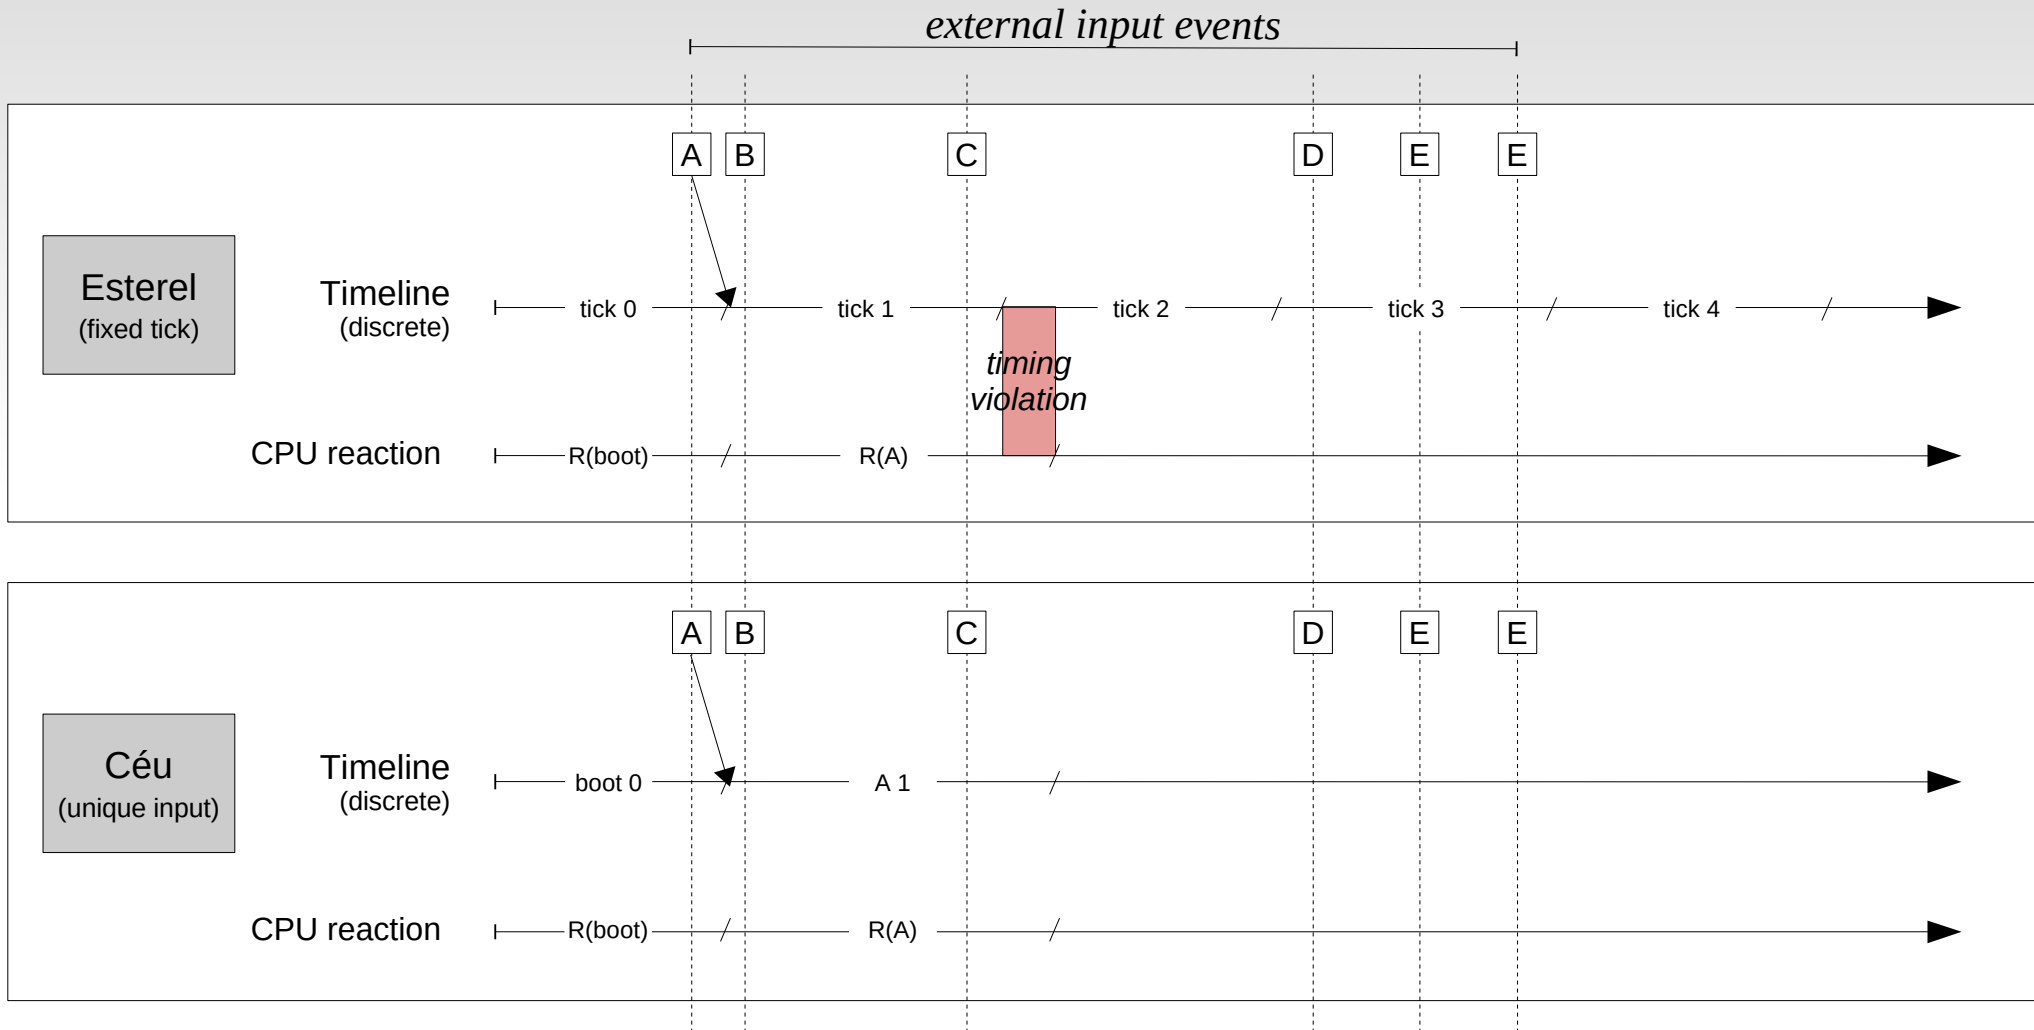 external input events
A B C D E E
Esterel
(fixed tick)
Timeline
(discrete)
tick 0 tick 1 tick 2 tick 3 tick 4
timing
violation
CPU reaction
R(boot) R(A)
A B C D E E
Céu
(unique input)
Timeline
(discrete)
boot 0 A 1
CPU reaction
R(boot) R(A)